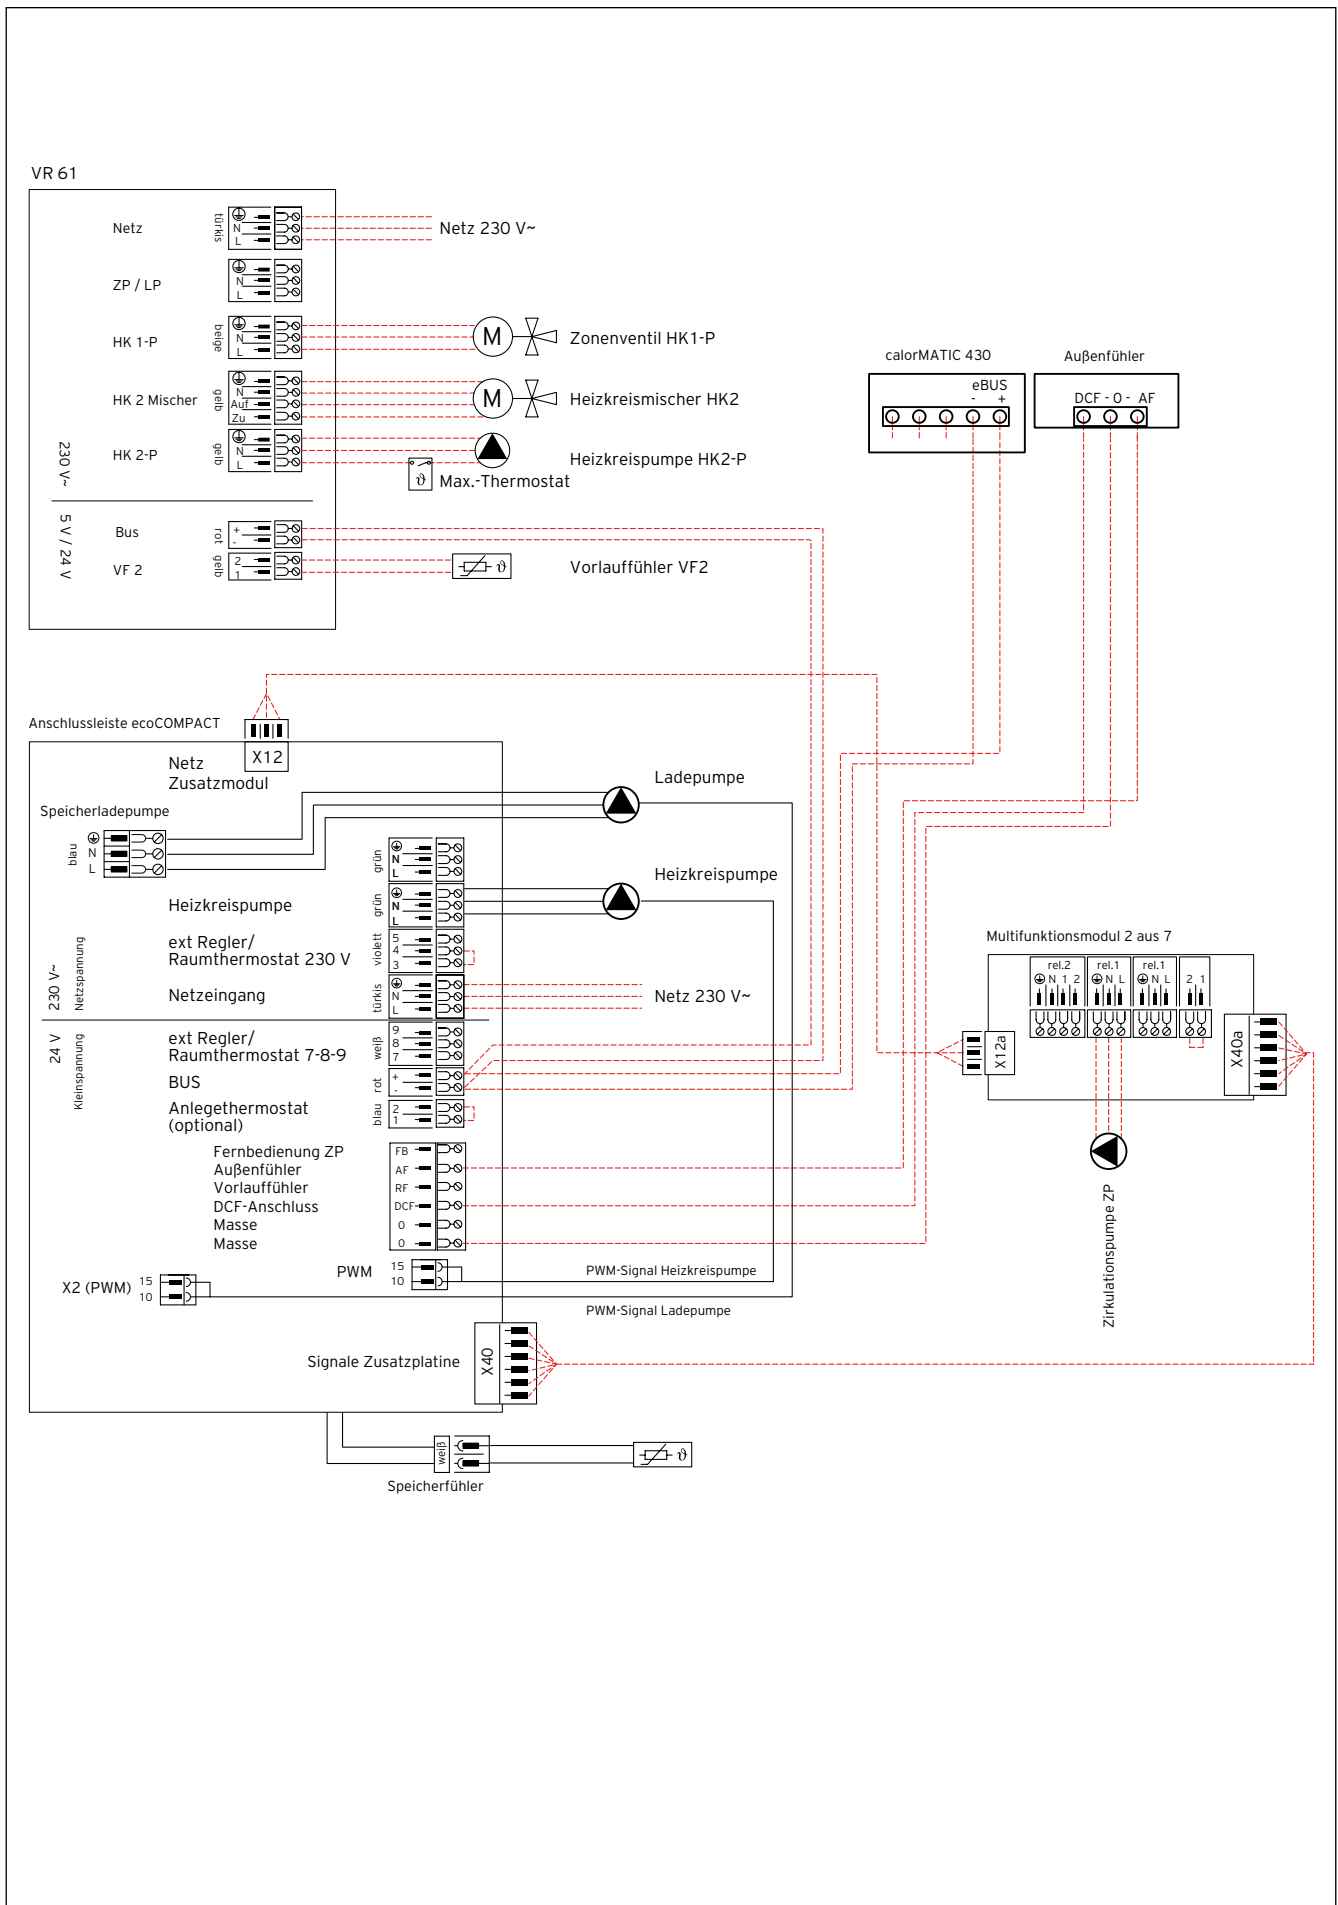 VR 61
Netz
türkis
N
L
Netz 230 V~
ZP / LP
N
L
HK 1-P
beige
N
L
M
Zonenventil HK1-P
HK 2 Mischer
gelb
N
Auf
Zu
M
Heizkreismischer HK2
HK 2-P
gelb
N
L
Heizkreispumpe HK2-P
ϑ
Max.-Thermostat
230 V~
5 V / 24 V
Bus
rot
+
-
VF 2
gelb
2
1
ϑ
Vorlauffühler VF2
calorMATIC 430
eBUS
- +
Außenfühler
DCF - O - AF
Anschlussleiste ecoCOMPACT
X12
Netz
Zusatzmodul
Speicherladepumpe
blau
N
L
Ladepumpe
grün
N
L
Heizkreispumpe
grün
N
L
Heizkreispumpe
ext Regler/
Raumthermostat 230 V
violett
5
4
3
Netzeingang
türkis
N
L
Netz 230 V~
230 V~
Netzspannung
24 V
Kleinspannung
ext Regler/
Raumthermostat 7-8-9
weiß
9
8
7
BUS
rot
+
-
Anlegethermostat
(optional)
blau
2
1
Fernbedienung ZP
FB
Außenfühler
AF
Vorlauffühler
RF
DCF-Anschluss
DCF
Masse
0
Masse
0
PWM
15
10
PWM-Signal Heizkreispumpe
X2 (PWM)
15
10
PWM-Signal Ladepumpe
Signale Zusatzplatine
X40
weiß
ϑ
Speicherfühler
Multifunktionsmodul 2 aus 7
rel.2
N 1 2
rel.1
N L
rel.1
N L
2 1
X12a
X40a
Zirkulationspumpe ZP